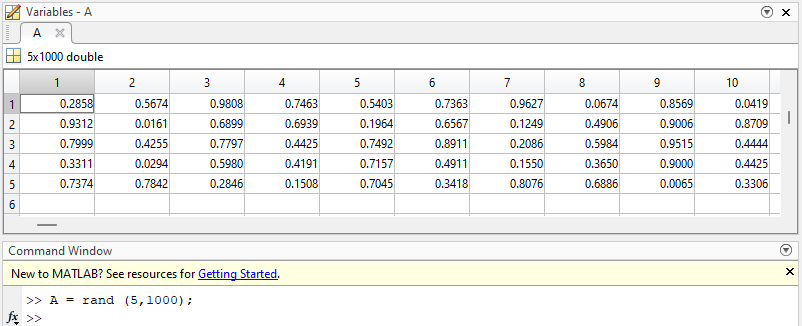 Variables - A
A
5x1000 double
1 2 3 4 5 6 7 8 9 10
1 0.2858 0.5674 0.9808 0.7463 0.5403 0.7363 0.9627 0.0674 0.8569 0.0419
2 0.9312 0.0161 0.6899 0.6939 0.1964 0.6567 0.1249 0.4906 0.9006 0.8709
3 0.7999 0.4255 0.7797 0.4425 0.7492 0.8911 0.2086 0.5984 0.9515 0.4444
4 0.3311 0.0294 0.5980 0.4191 0.7157 0.4911 0.1550 0.3650 0.9000 0.4425
5 0.7374 0.7842 0.2846 0.1508 0.7045 0.3418 0.8076 0.6886 0.0065 0.3306
6
Command Window
New to MATLAB? See resources for Getting Started.
>> A = rand (5,1000);
fx >>